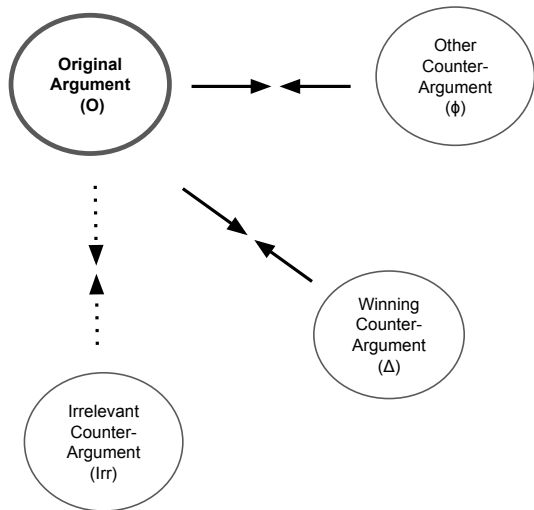 Original
Argument
(O)
Other
Counter-
Argument
(ϕ)
Winning
Counter-
Argument
(Δ)
Irrelevant
Counter-
Argument
(Irr)